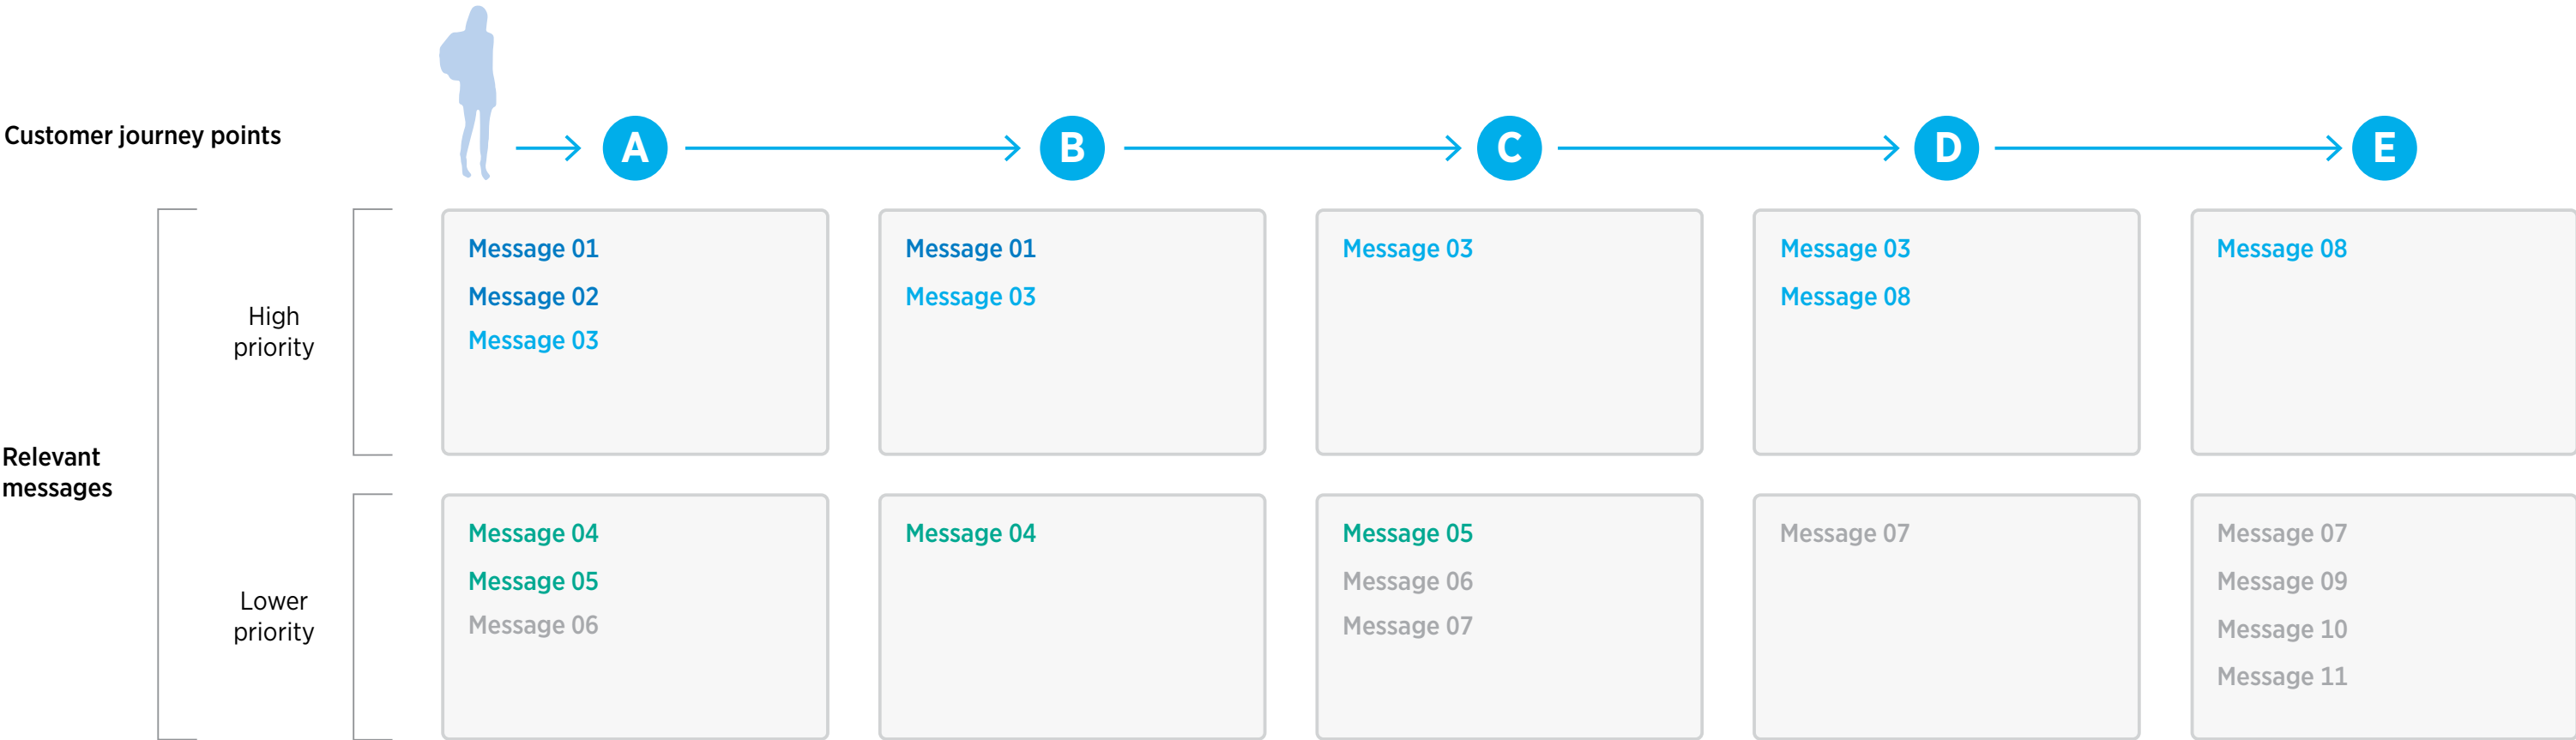 Customer journey points
A
B
C
D
E
Relevant
messages
High
priority
Message 01
Message 02
Message 03
Message 01
Message 03
Message 03
Message 03
Message 08
Message 08
Lower
priority
Message 04
Message 05
Message 06
Message 04
Message 05
Message 06
Message 07
Message 07
Message 07
Message 09
Message 10
Message 11